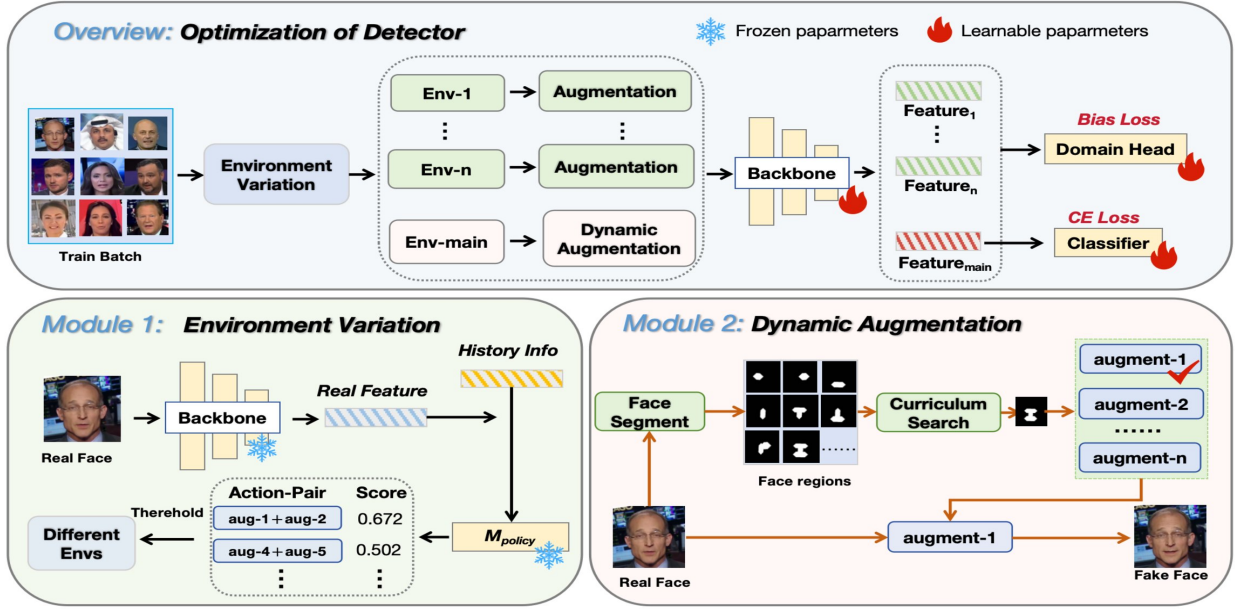 Overview: Optimization of Detector
Frozen paparmeters
Learnable paparmeters
Train Batch
Environment
Variation
Env-1
Augmentation
Env-n
Augmentation
Env-main
Dynamic
Augmentation
Backbone
Feature1
Featuren
Featuremain
Bias Loss
Domain Head
CE Loss
Classifier
Module 1: Environment Variation
Real Face
Backbone
Real Feature
History Info
Mpolicy
Action-Pair Score
aug-1+aug-2 0.672
aug-4+aug-5 0.502
Therehold
Different
Envs
Module 2: Dynamic Augmentation
Face
Segment
Face regions
Curriculum
Search
augment-1
augment-2
......
augment-n
Real Face
augment-1
Fake Face